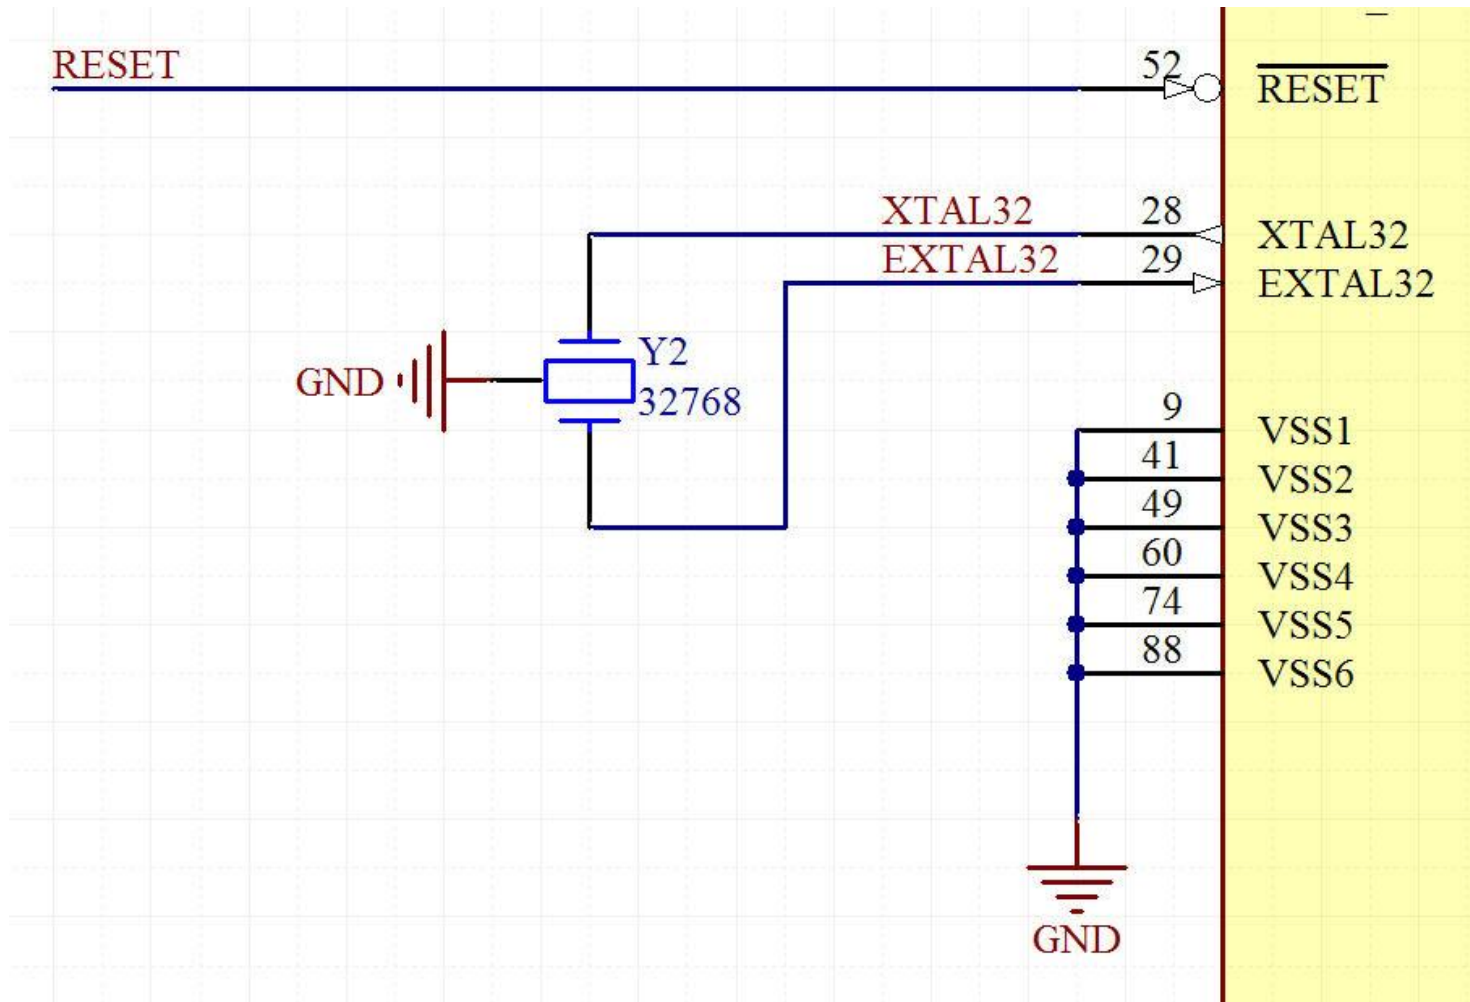 RESET 52 RESET
XTAL32 28 XTAL32
EXTAL32 29 EXTAL32
Y2
GND 32768
9 VSS1
41 VSS2
49 VSS3
60 VSS4
74 VSS5
88 VSS6
GND